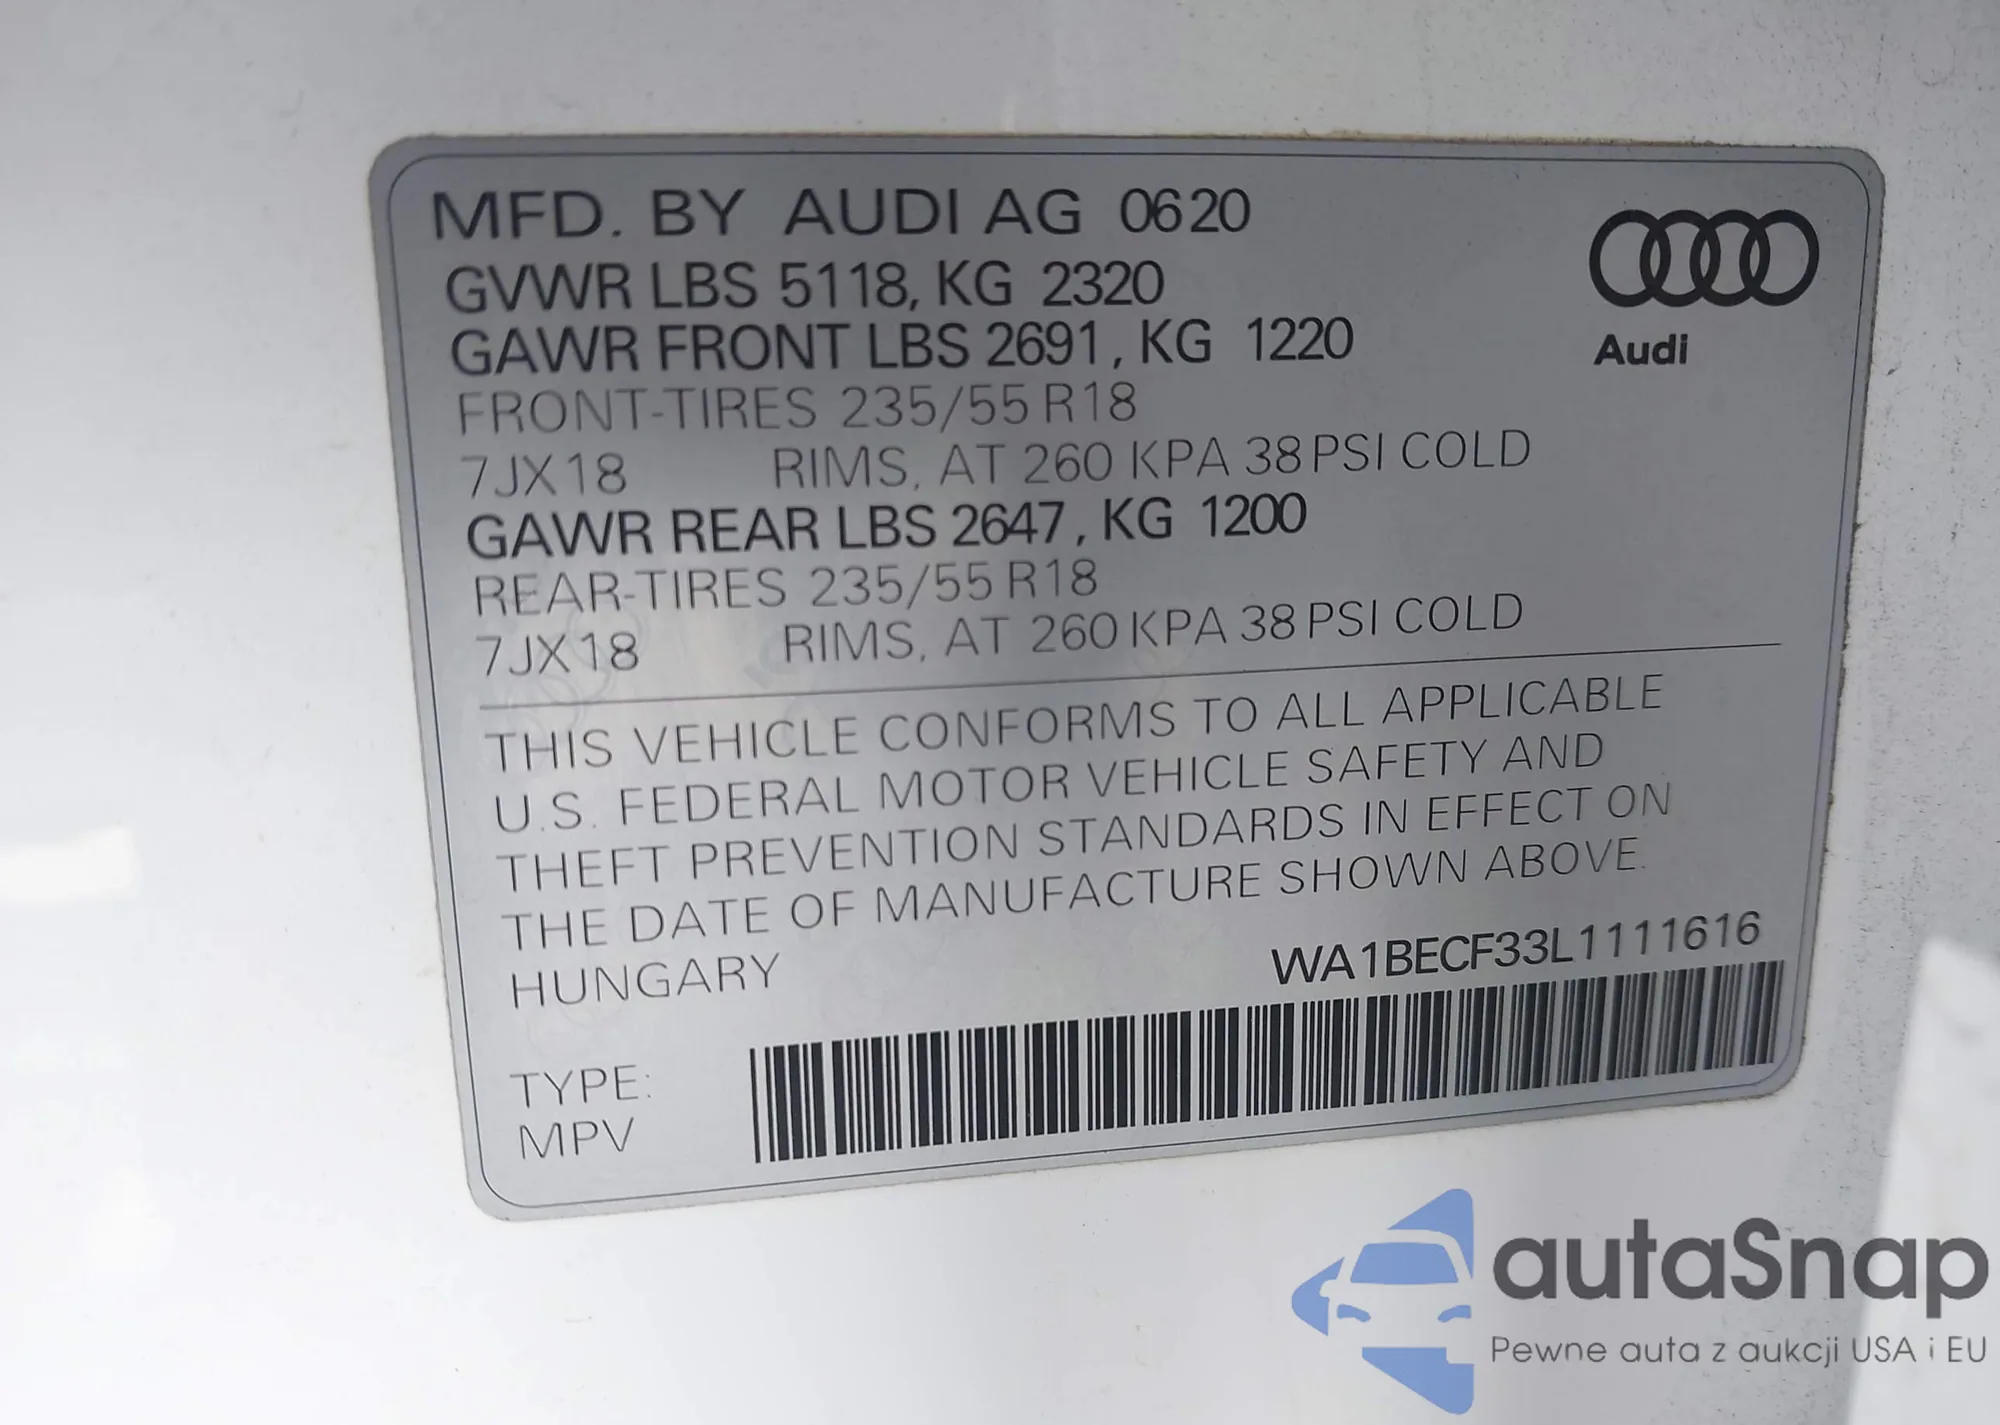 MFD. BY AUDI AG 0620
GVWR LBS 5118, KG 2320
GAWR FRONT LBS 2691, KG 1220
FRONT-TIRES 235/55 R18
7JX18 RIMS, AT 260 KPA 38 PSI COLD
GAWR REAR LBS 2647, KG 1200
REAR-TIRES 235/55 R18
7JX18 RIMS, AT 260 KPA 38 PSI COLD
Audi
THIS VEHICLE CONFORMS TO ALL APPLICABLE
U.S. FEDERAL MOTOR VEHICLE SAFETY AND
THEFT PREVENTION STANDARDS IN EFFECT ON
THE DATE OF MANUFACTURE SHOWN ABOVE.
HUNGARY
WA1BECF33L1111616
TYPE:
MPV
autaSnap
Pewne auta z aukcji USA i EU